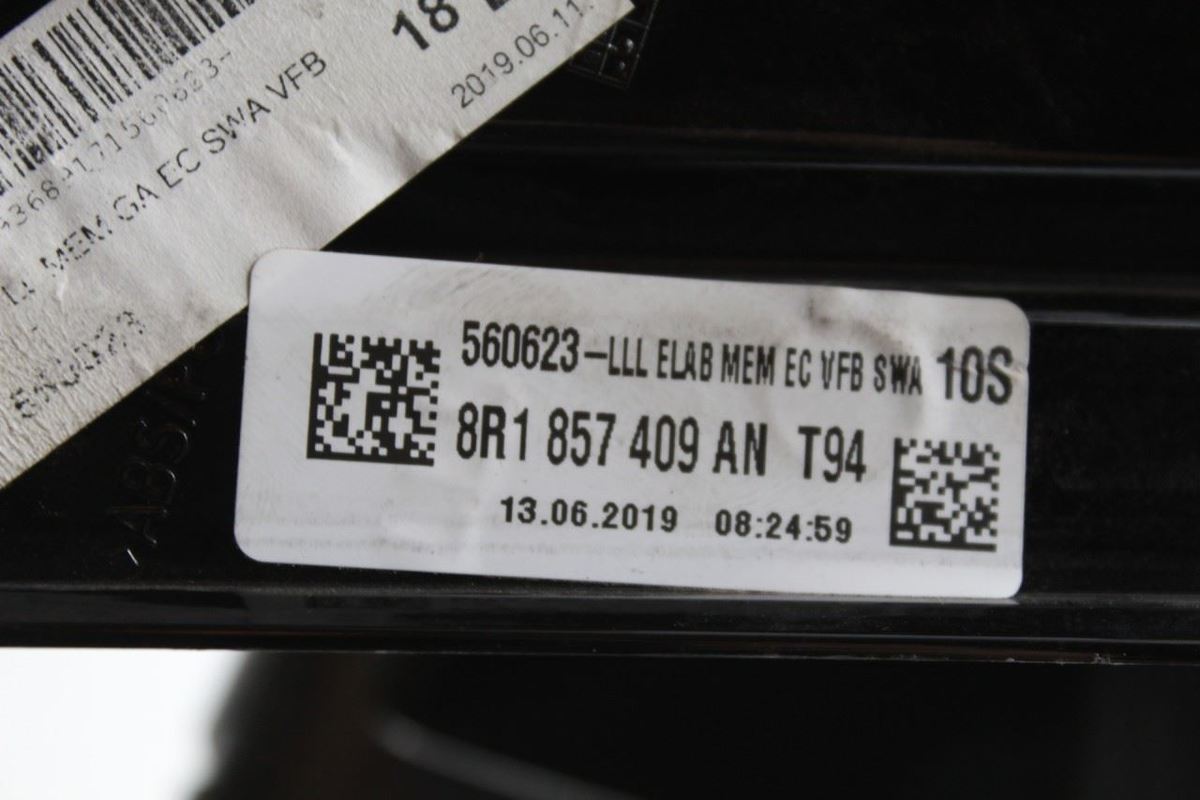 18
2019.06.11.
MEM GA EC SWA VFB
560623-LLL ELAB MEM EC VFB SWA 10S
8R1 857 409 AN T94
13.06.2019 08:24:59